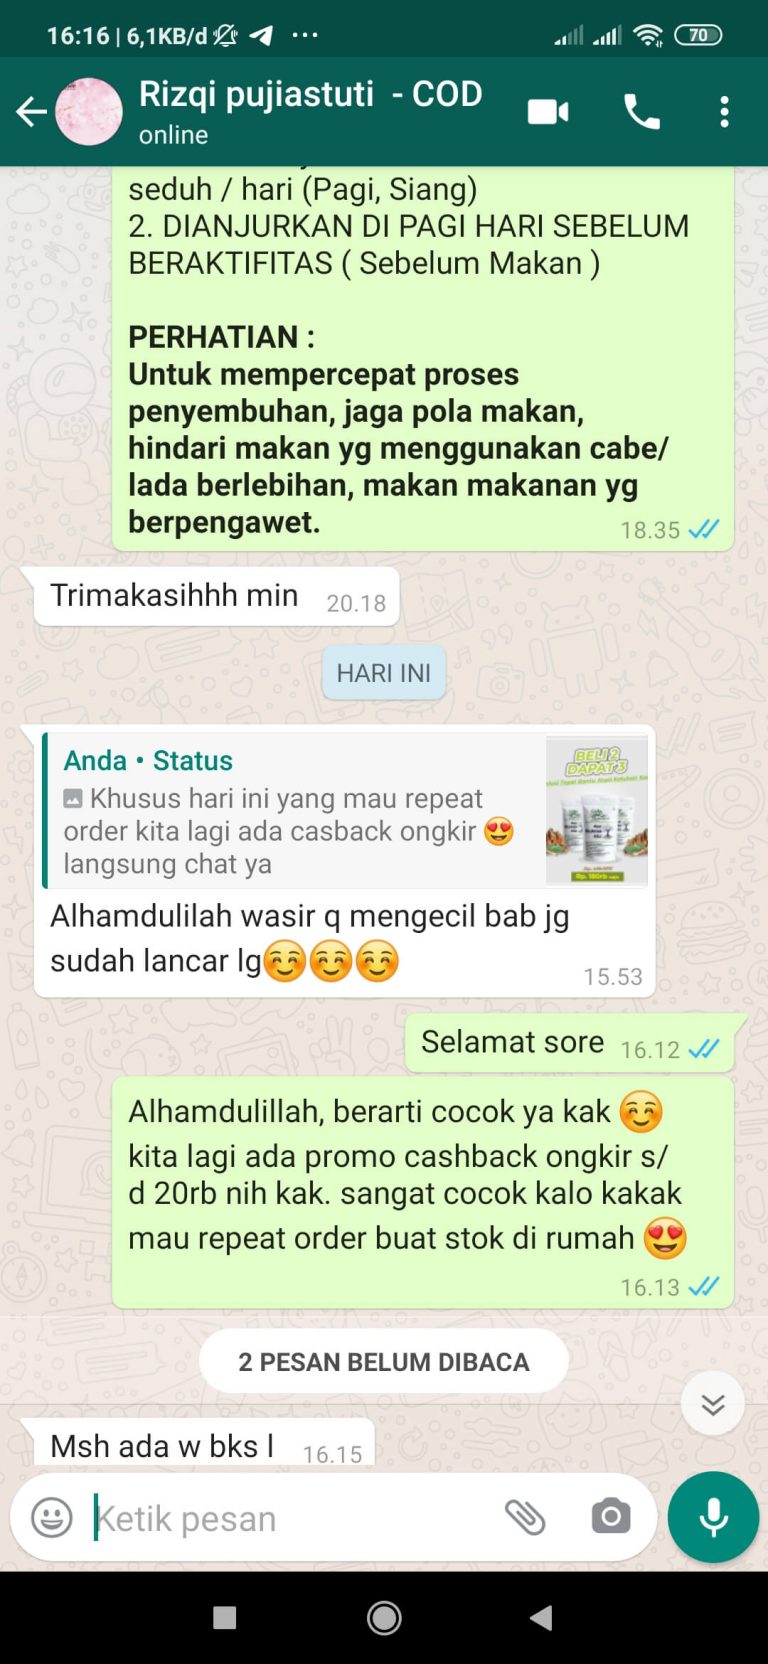 16:16 | 6,1KB/d
70
Rizqi pujiastuti - COD
online
seduh / hari (Pagi, Siang)
2. DIANJURKAN DI PAGI HARI SEBELUM
BERAKTIFITAS ( Sebelum Makan )
PERHATIAN :
Untuk mempercepat proses
penyembuhan, jaga pola makan,
hindari makan yg menggunakan cabe/
lada berlebihan, makan makanan yg
berpengawet.
18.35
Trimakasihhh min 20.18
HARI INI
Anda • Status
Khusus hari ini yang mau repeat
order kita lagi ada casback ongkir 😍
langsung chat ya
BELI 2
DAPAT 3
Rp. 180rb
Alhamdulilah wasir q mengecil bab jg
sudah lancar lg☺️☺️☺️
15.53
Selamat sore 16.12
Alhamdulillah, berarti cocok ya kak ☺️
kita lagi ada promo cashback ongkir s/
d 20rb nih kak. sangat cocok kalo kakak
mau repeat order buat stok di rumah 😍
16.13
2 PESAN BELUM DIBACA
Msh ada w bks l 16.15
Ketik pesan